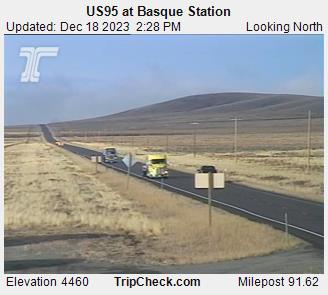 US95 at Basque Station
Updated: Dec 18 2023 2:28 PM Looking North
Elevation 4460 TripCheck.com Milepost 91.62